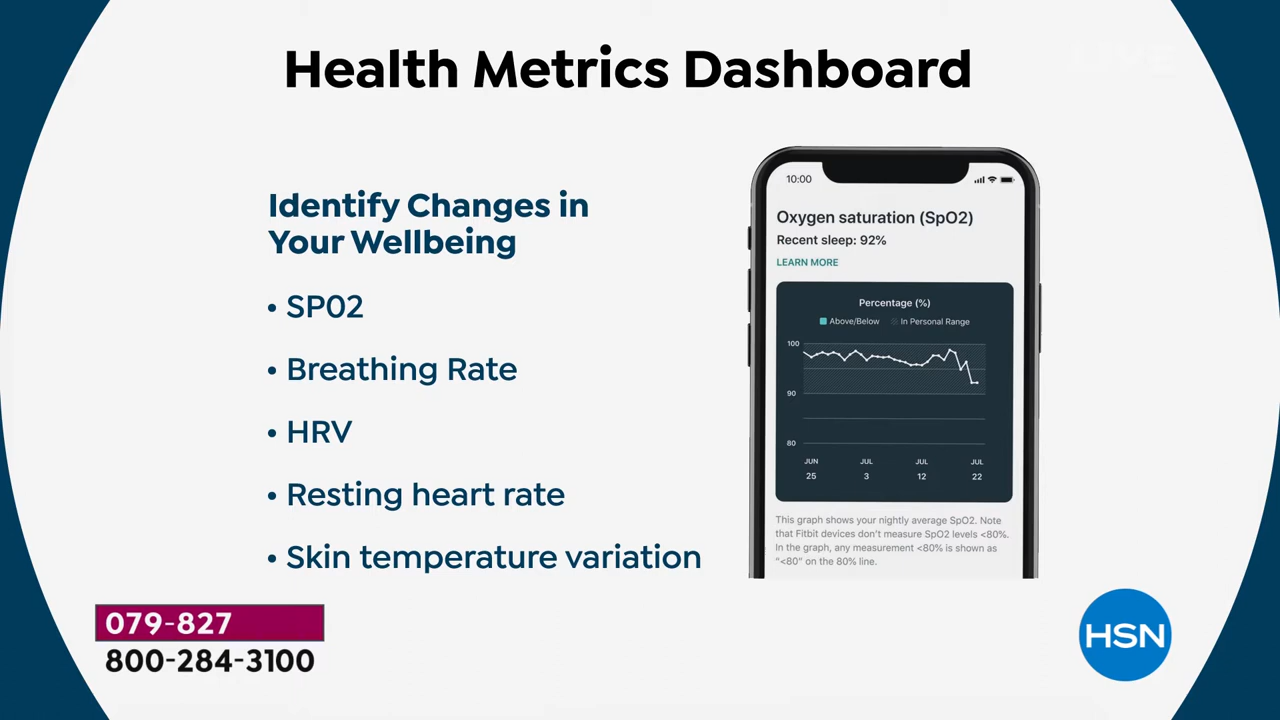 Health Metrics Dashboard
Identify Changes in
Your Wellbeing
• SP02
• Breathing Rate
• HRV
• Resting heart rate
• Skin temperature variation
10:00
Oxygen saturation (SpO2)
Recent sleep: 92%
LEARN MORE
Percentage (%)
Above/Below In Personal Range
100
90
80
JUN JUL JUL JUL
25 3 12 22
This graph shows your nightly average SpO2. Note
that Fitbit devices don't measure SpO2 levels <80%.
In the graph, any measurement <80% is shown as
"<80" on the 80% line.
079-827
800-284-3100
HSN